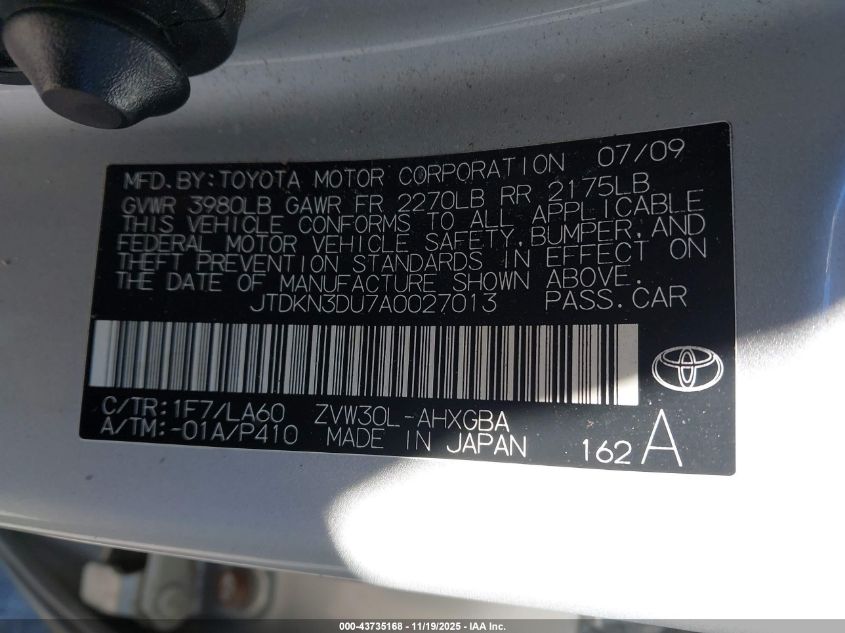 MFD.BY:TOYOTA MOTOR CORPORATION 07/09
GVWR 3980LB GAWR FR 2270LB RR 2175LB
THIS VEHICLE CONFORMS TO ALL APPLICABLE
FEDERAL MOTOR VEHICLE SAFETY,BUMPER,AND
THEFT PREVENTION STANDARDS IN EFFECT ON
THE DATE OF MANUFACTURE SHOWN ABOVE.
JTDKN3DU7A0027013 PASS.CAR
C/TR:1F7/LA60 ZVW30L-AHXGBA
A/TM:-01A/P410 MADE IN JAPAN 162 A
000-43735168 - 11/19/2025 - IAA Inc.